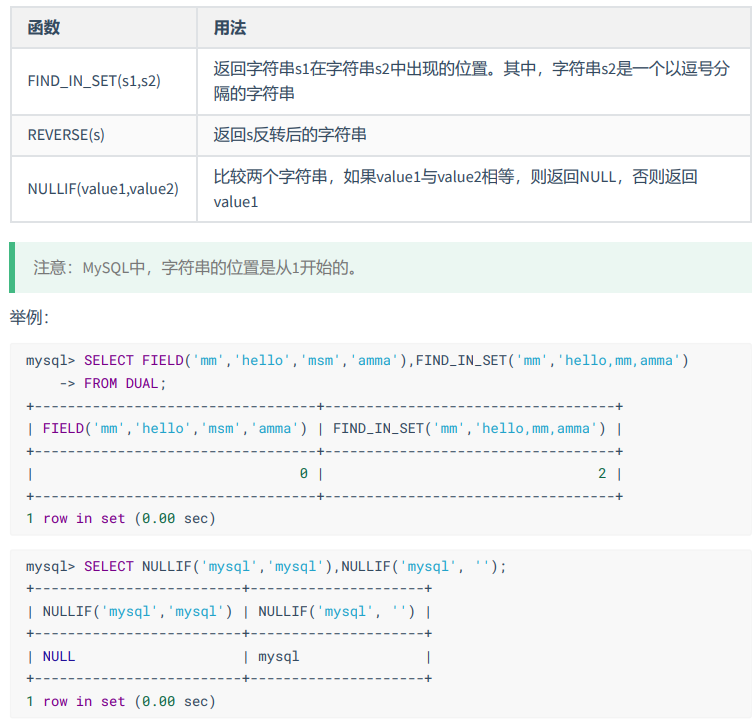 函数 用法
FIND_IN_SET(s1,s2) 返回字符串s1在字符串s2中出现的位置。其中，字符串s2是一个以逗号分
隔的字符串
REVERSE(s) 返回s反转后的字符串
NULLIF(value1,value2) 比较两个字符串，如果value1与value2相等，则返回NULL，否则返回
value1
注意：MySQL中，字符串的位置是从1开始的。
举例：
mysql> SELECT FIELD('mm','hello','msm','amma'),FIND_IN_SET('mm','hello,mm,amma')
    -> FROM DUAL;
+----------------------------------+-----------------------------------+
| FIELD('mm','hello','msm','amma') | FIND_IN_SET('mm','hello,mm,amma') |
+----------------------------------+-----------------------------------+
|                                0 |                                 2 |
+----------------------------------+-----------------------------------+
1 row in set (0.00 sec)
mysql> SELECT NULLIF('mysql','mysql'),NULLIF('mysql', '');
+-------------------------+---------------------+
| NULLIF('mysql','mysql') | NULLIF('mysql', '') |
+-------------------------+---------------------+
| NULL                    | mysql               |
+-------------------------+---------------------+
1 row in set (0.00 sec)